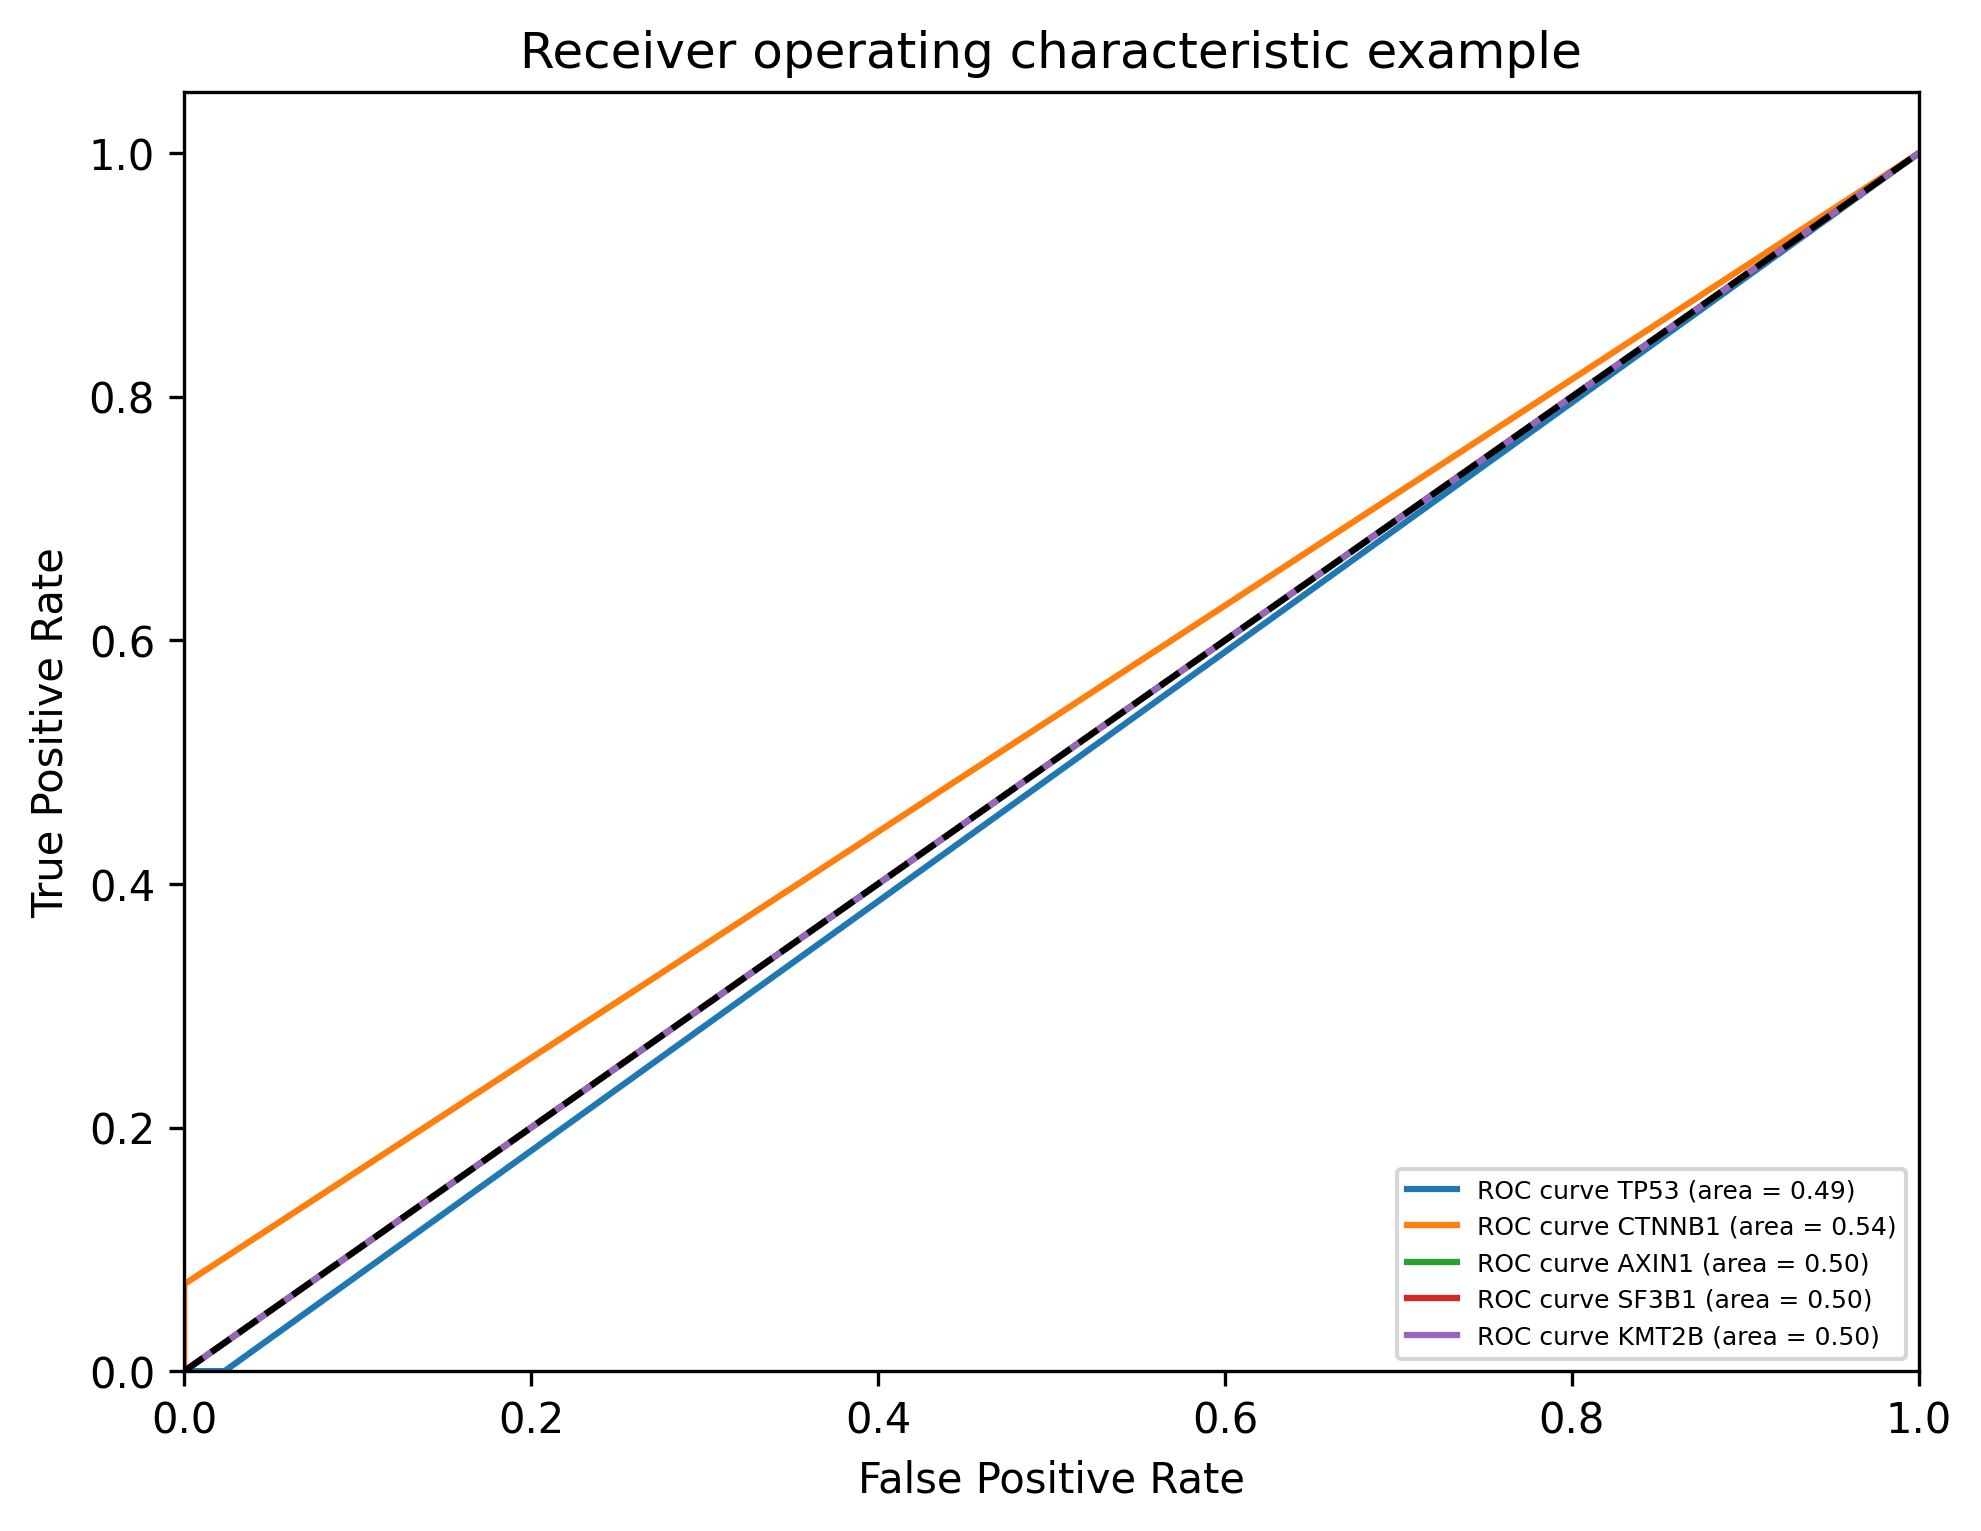 Receiver operating characteristic example
True Positive Rate
1.0
0.8
0.6
0.4
0.2
0.0
ROC curve TP53 (area = 0.49)
ROC curve CTNNB1 (area = 0.54)
ROC curve AXIN1 (area = 0.50)
ROC curve SF3B1 (area = 0.50)
ROC curve KMT2B (area = 0.50)
0.0 0.2 0.4 0.6 0.8 1.0
False Positive Rate